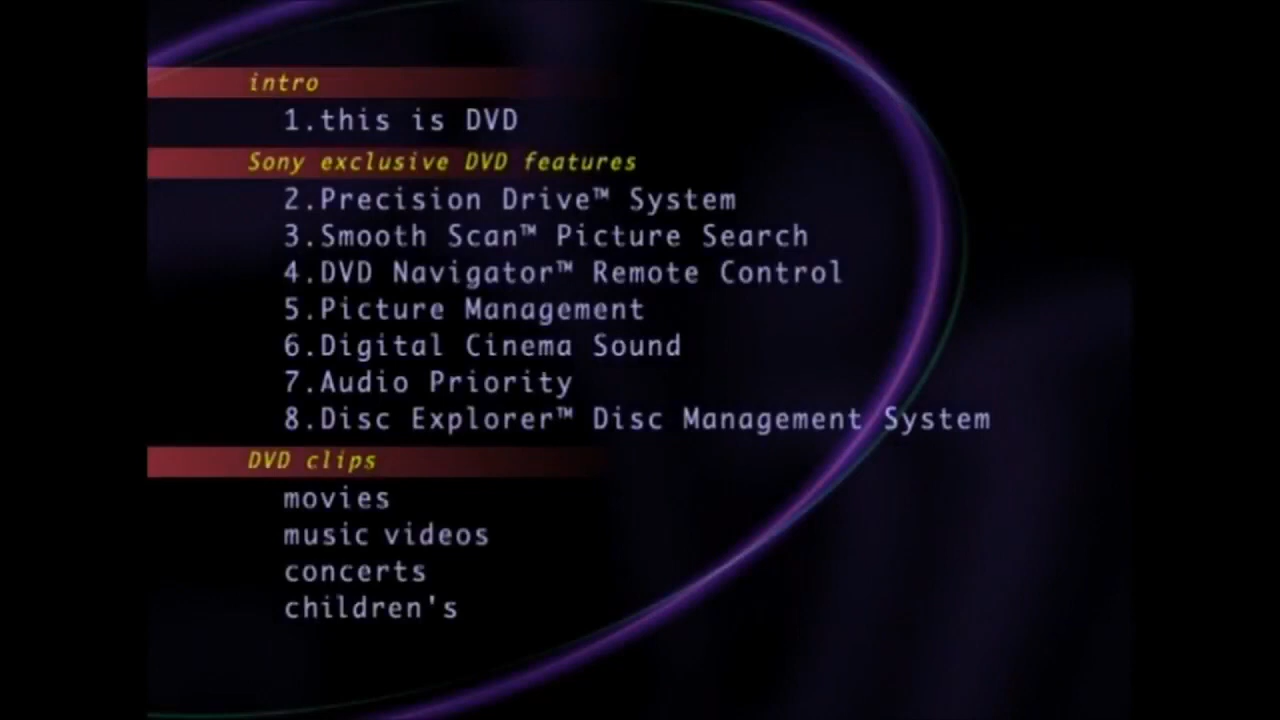 intro
1.this is DVD
Sony exclusive DVD features
2.Precision Drive™ System
3.Smooth Scan™ Picture Search
4.DVD Navigator™ Remote Control
5.Picture Management
6.Digital Cinema Sound
7.Audio Priority
8.Disc Explorer™ Disc Management System
DVD clips
movies
music videos
concerts
children's